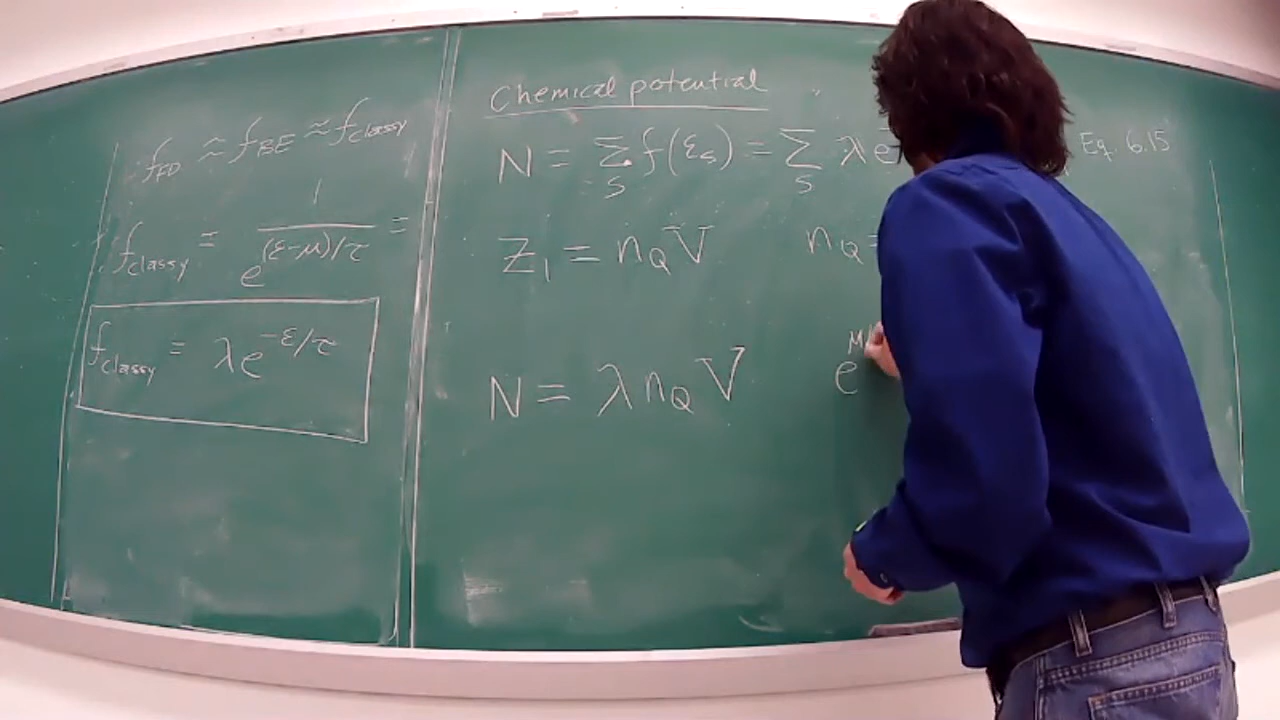 f_FD ≈ f_BE ≈ f_classy
f_classy = 1 / e^(ε-μ)/τ =
f_classy = λe^-ε/τ
Chemical potential
N = Σ_s f(ε_s) = Σ_s λ e^- Eq. 6.15
Z_1 = n_Q V n_Q =
N = λ n_Q V e^μ/